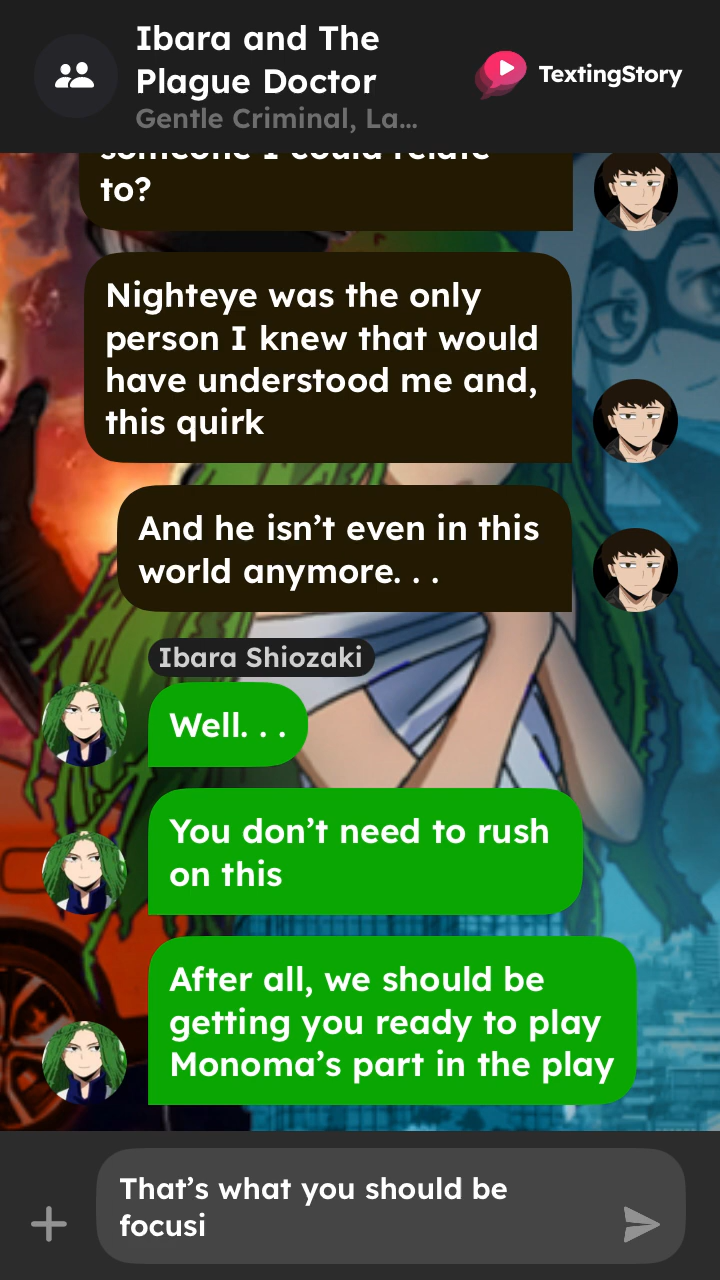 Ibara and The
Plague Doctor
Gentle Criminal, La...
TextingStory
someone I could relate
to?
Nighteye was the only
person I knew that would
have understood me and,
this quirk
And he isn’t even in this
world anymore. . .
Ibara Shiozaki
Well. . .
You don’t need to rush
on this
After all, we should be
getting you ready to play
Monoma’s part in the play
That’s what you should be
focusi